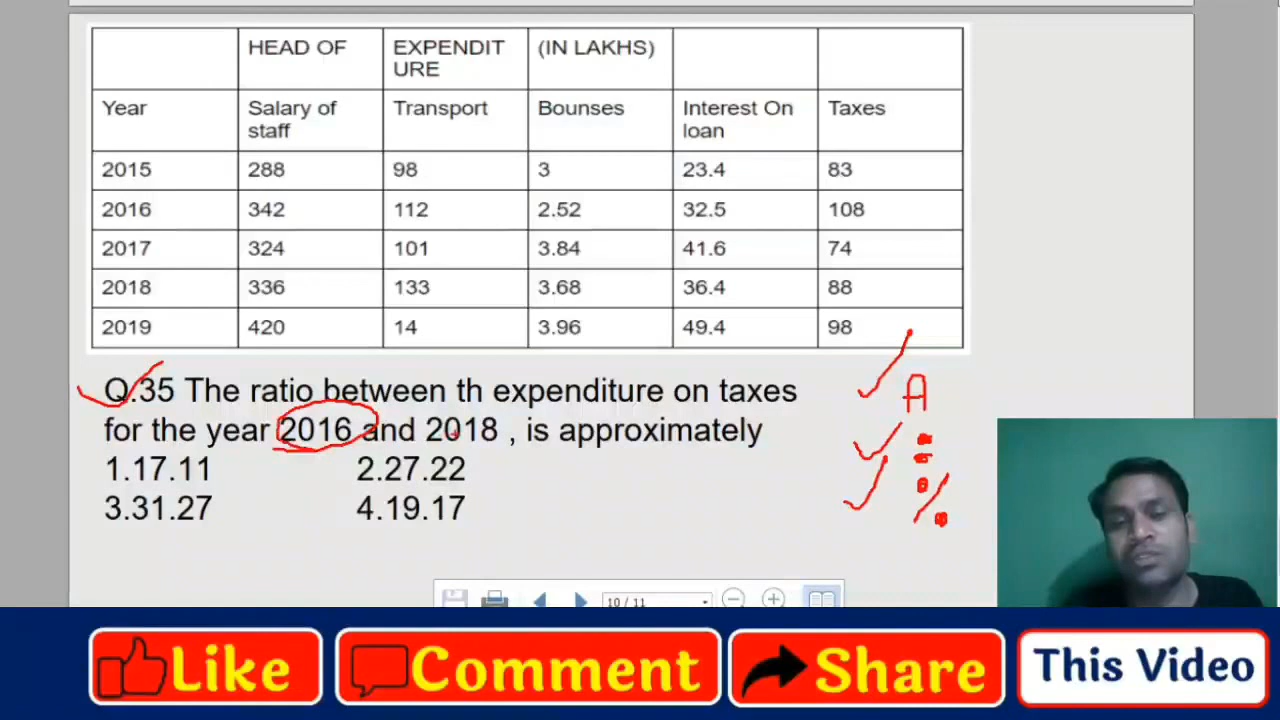 HEAD OF EXPENDIT (IN LAKHS)
URE
Year Salary of Transport Bounses Interest On Taxes
staff loan
2015 288 98 3 23.4 83
2016 342 112 2.52 32.5 108
2017 324 101 3.84 41.6 74
2018 336 133 3.68 36.4 88
2019 420 14 3.96 49.4 98
Q.35 The ratio between th expenditure on taxes
for the year 2016 and 2018 , is approximately
1.17.11 2.27.22
3.31.27 4.19.17
A
%
10 / 11
Like Comment Share This Video